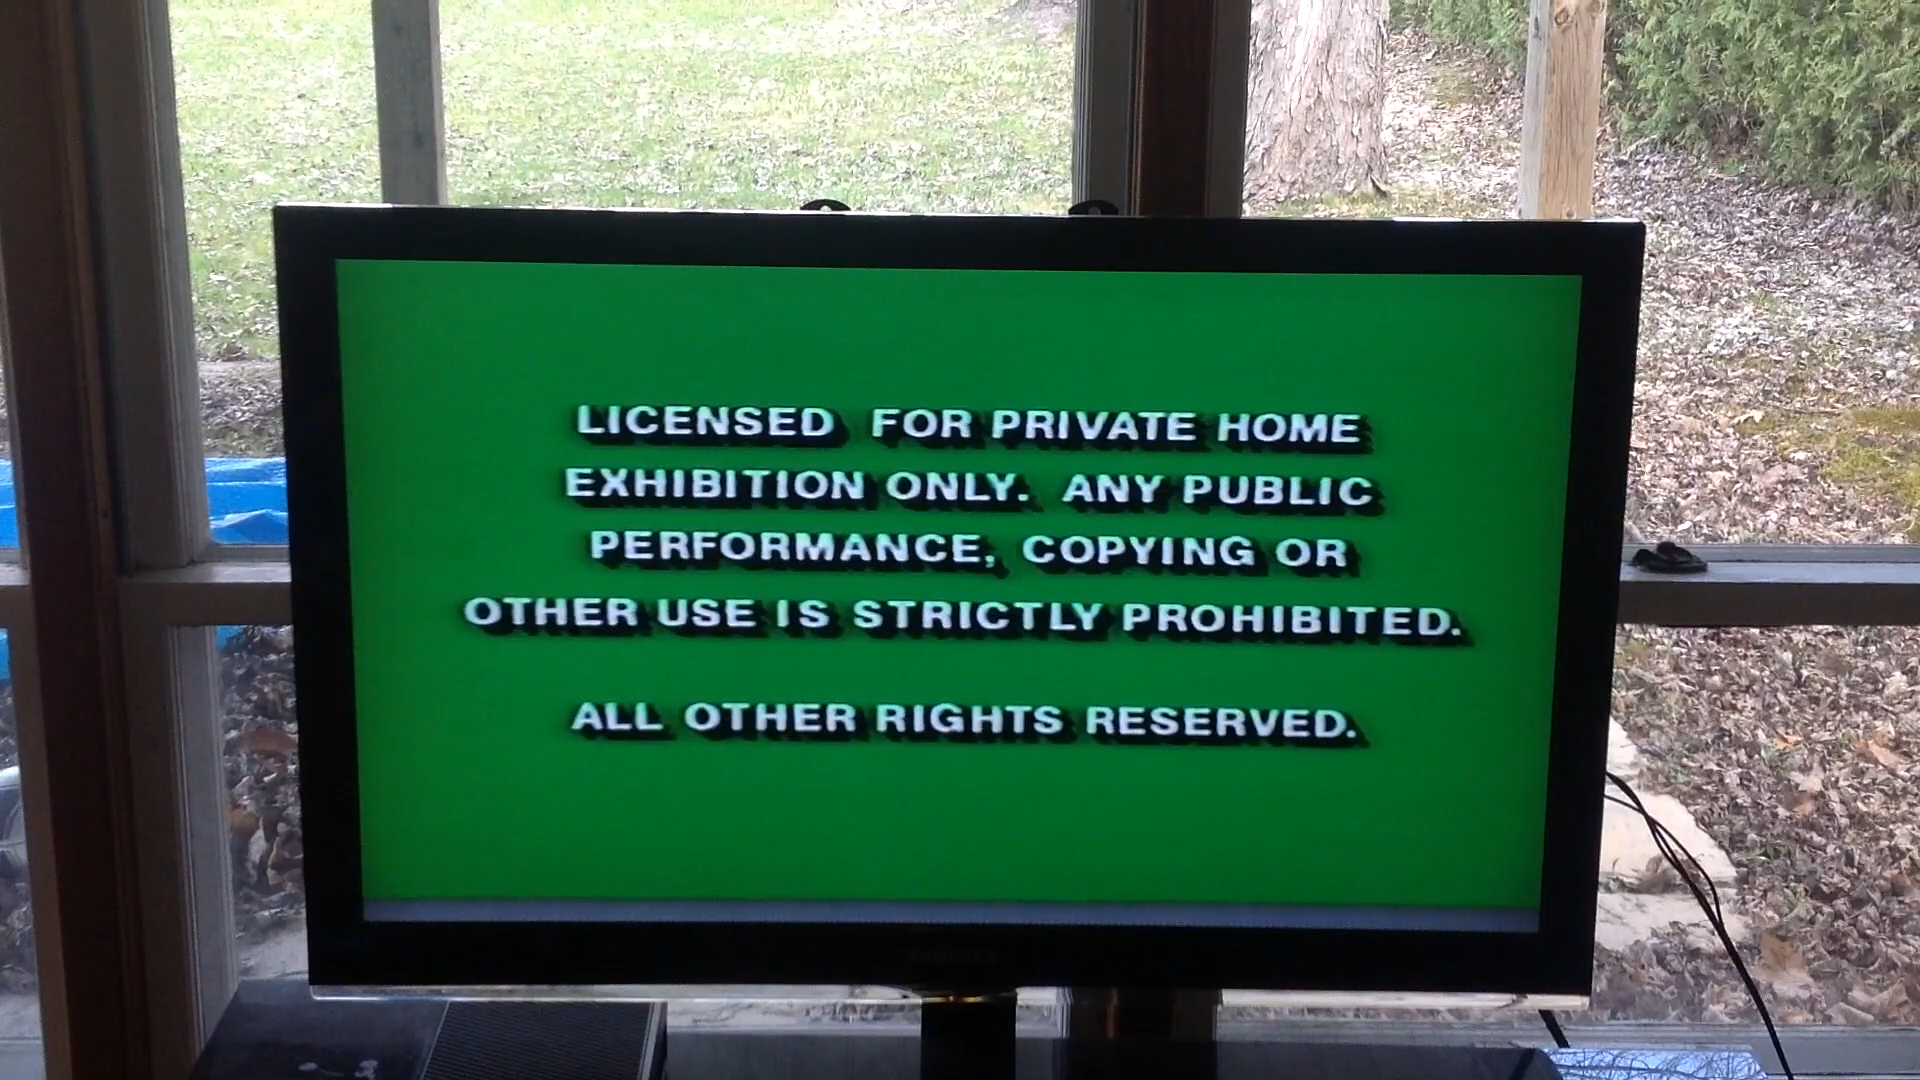 LICENSED FOR PRIVATE HOME
EXHIBITION ONLY. ANY PUBLIC
PERFORMANCE, COPYING OR
OTHER USE IS STRICTLY PROHIBITED.
ALL OTHER RIGHTS RESERVED.